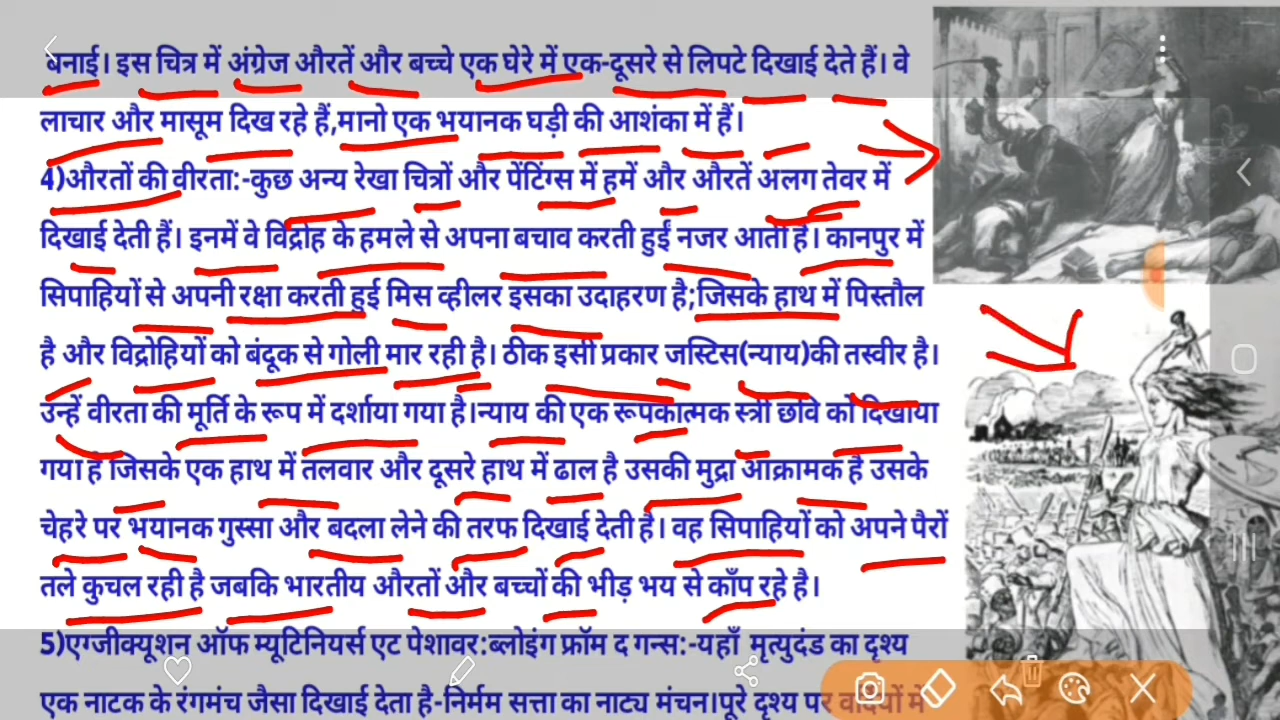 बनाई। इस चित्र में अंग्रेज औरतें और बच्चे एक घेरे में एक-दूसरे से लिपटे दिखाई देते हैं। वे
लाचार और मासूम दिख रहे हैं,मानो एक भयानक घड़ी की आशंका में हैं।
4)औरतों की वीरता:-कुछ अन्य रेखा चित्रों और पेंटिंग्स में हमें और औरतें अलग तेवर में
दिखाई देती हैं। इनमें वे विद्रोह के हमले से अपना बचाव करती हुईं नजर आती है। कानपुर में
सिपाहियों से अपनी रक्षा करती हुई मिस व्हीलर इसका उदाहरण है;जिसके हाथ में पिस्तौल
है और विद्रोहियों को बंदूक से गोली मार रही है। ठीक इसी प्रकार जस्टिस(न्याय)की तस्वीर है।
उन्हें वीरता की मूर्ति के रूप में दर्शाया गया है।न्याय की एक रूपकात्मक स्त्री छवि को दिखाया
गया है जिसके एक हाथ में तलवार और दूसरे हाथ में ढाल है उसकी मुद्रा आक्रामक है उसके
चेहरे पर भयानक गुस्सा और बदला लेने की तरफ दिखाई देती है। वह सिपाहियों को अपने पैरों
तले कुचल रही है जबकि भारतीय औरतों और बच्चों की भीड़ भय से काँप रहे है।
5)एग्जीक्यूशन ऑफ म्यूटिनियर्स एट पेशावर:ब्लोइंग फ्रॉम द गन्स:-यहाँ मृत्युदंड का दृश्य
एक नाटक के रंगमंच जैसा दिखाई देता है-निर्मम सत्ता का नाट्य मंचन।पूरे दृश्य पर वर्दियों में